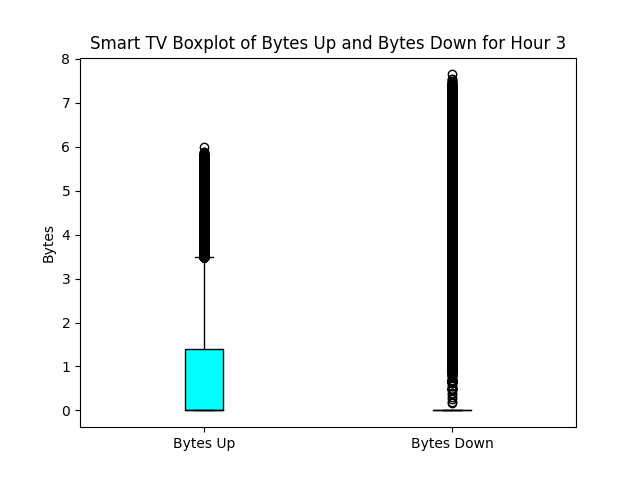 Smart TV Boxplot of Bytes Up and Bytes Down for Hour 3
8
7
6
5
4
3
2
1
0
Bytes
Bytes Up
Bytes Down